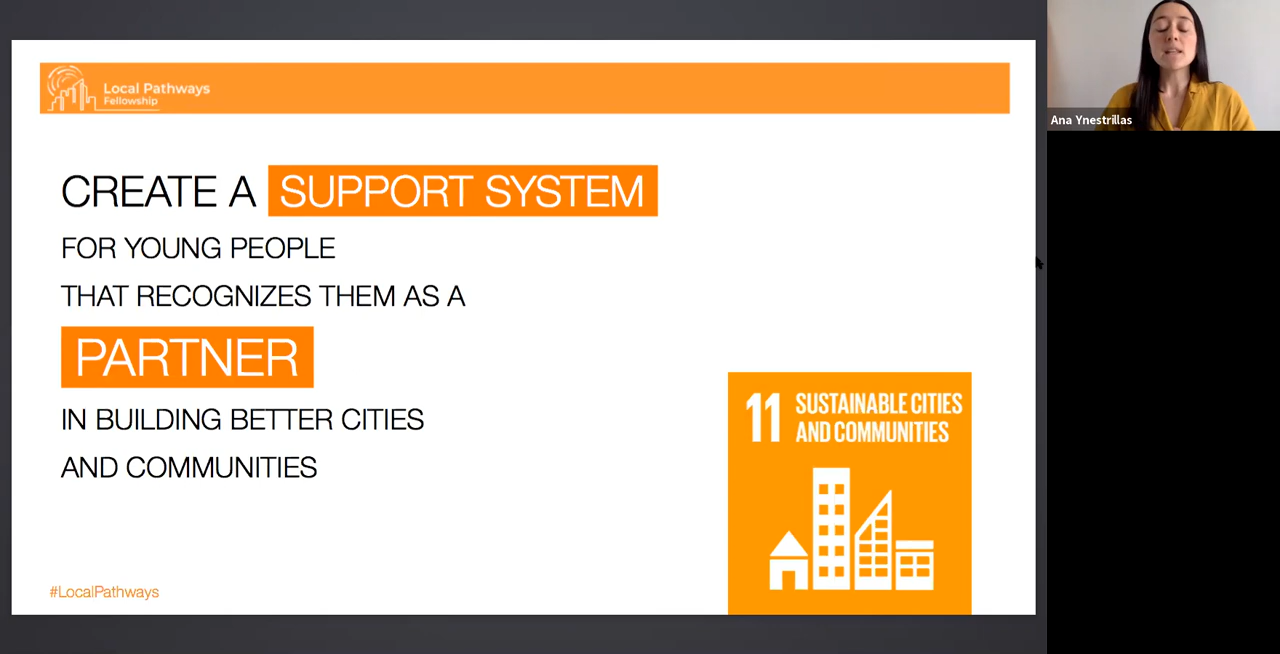 Local Pathways
Fellowship
CREATE A SUPPORT SYSTEM
FOR YOUNG PEOPLE
THAT RECOGNIZES THEM AS A
PARTNER
IN BUILDING BETTER CITIES
AND COMMUNITIES
11 SUSTAINABLE CITIES
AND COMMUNITIES
#LocalPathways
Ana Ynestrillas